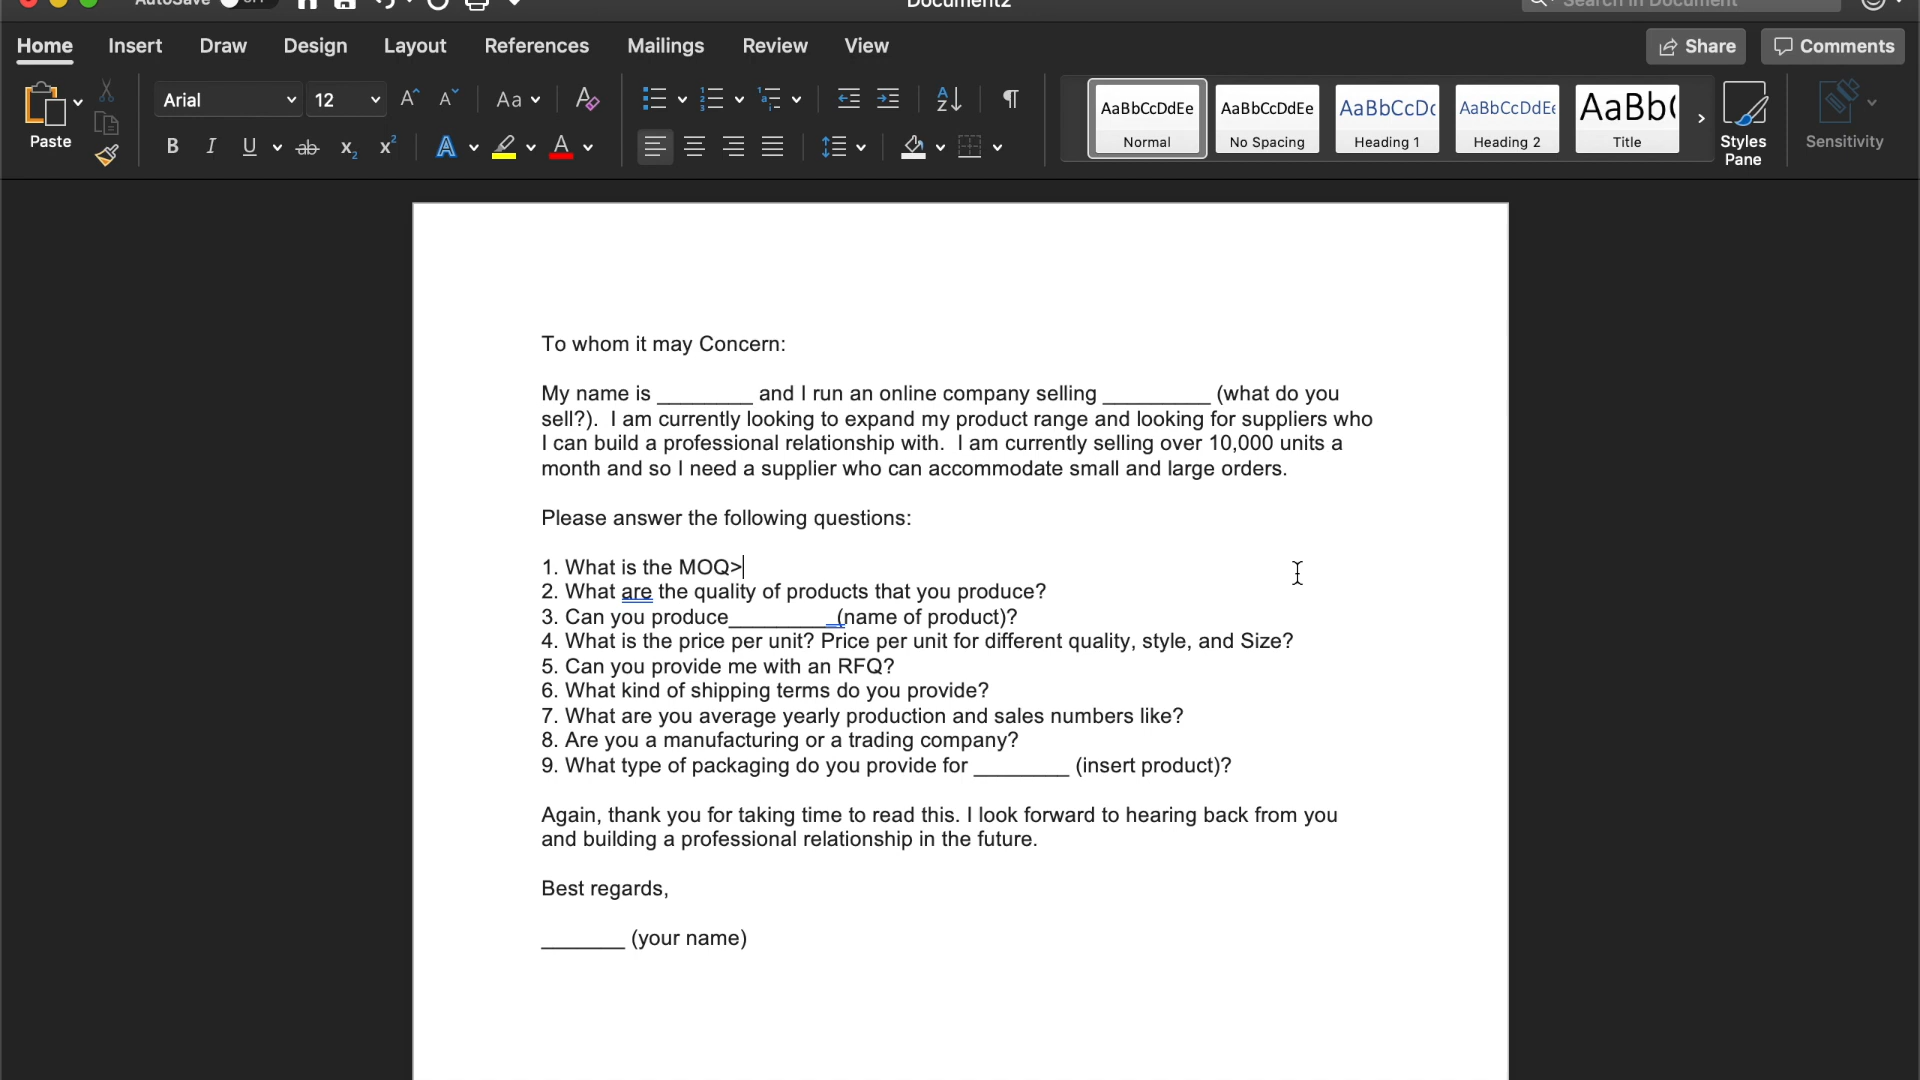 Document2
Home Insert Draw Design Layout References Mailings Review View Share Comments
Paste Arial 12 Aa
AaBbCcDdEe AaBbCcDdEe AaBbCcDc AaBbCcDdEe AaBb(
Normal No Spacing Heading 1 Heading 2 Title
Styles Pane Sensitivity
To whom it may Concern:
My name is ________ and I run an online company selling _________ (what do you
sell?). I am currently looking to expand my product range and looking for suppliers who
I can build a professional relationship with. I am currently selling over 10,000 units a
month and so I need a supplier who can accommodate small and large orders.
Please answer the following questions:
1. What is the MOQ>
2. What are the quality of products that you produce?
3. Can you produce_________(name of product)?
4. What is the price per unit? Price per unit for different quality, style, and Size?
5. Can you provide me with an RFQ?
6. What kind of shipping terms do you provide?
7. What are you average yearly production and sales numbers like?
8. Are you a manufacturing or a trading company?
9. What type of packaging do you provide for ________ (insert product)?
Again, thank you for taking time to read this. I look forward to hearing back from you
and building a professional relationship in the future.
Best regards,
_______ (your name)